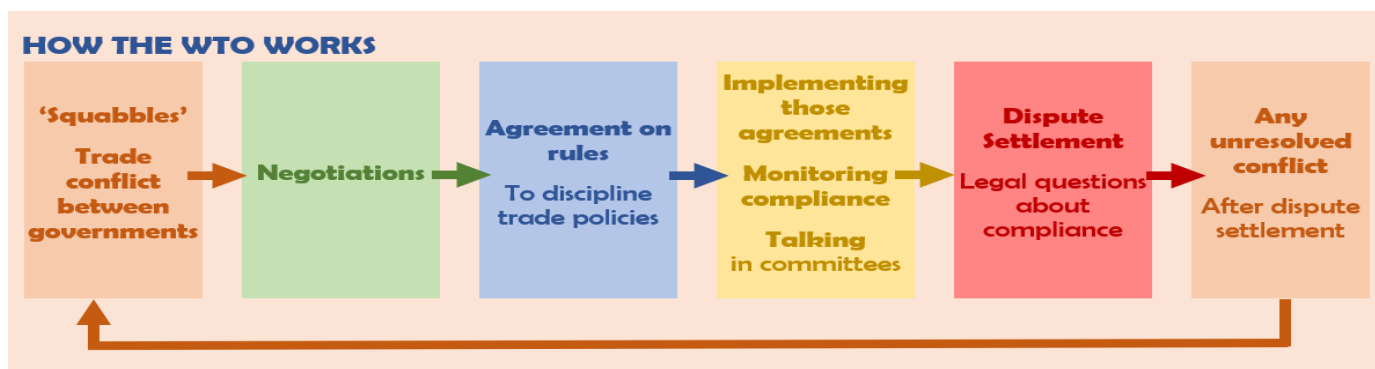 HOW THE WTO WORKS
‘Squabbles’
Trade
conflict
between
governments
Negotiations
Agreement on
rules
To discipline
trade policies
Implementing
those
agreements
Monitoring
compliance
Talking
in committees
Dispute
Settlement
Legal questions
about
compliance
Any
unresolved
conflict
After dispute
settlement